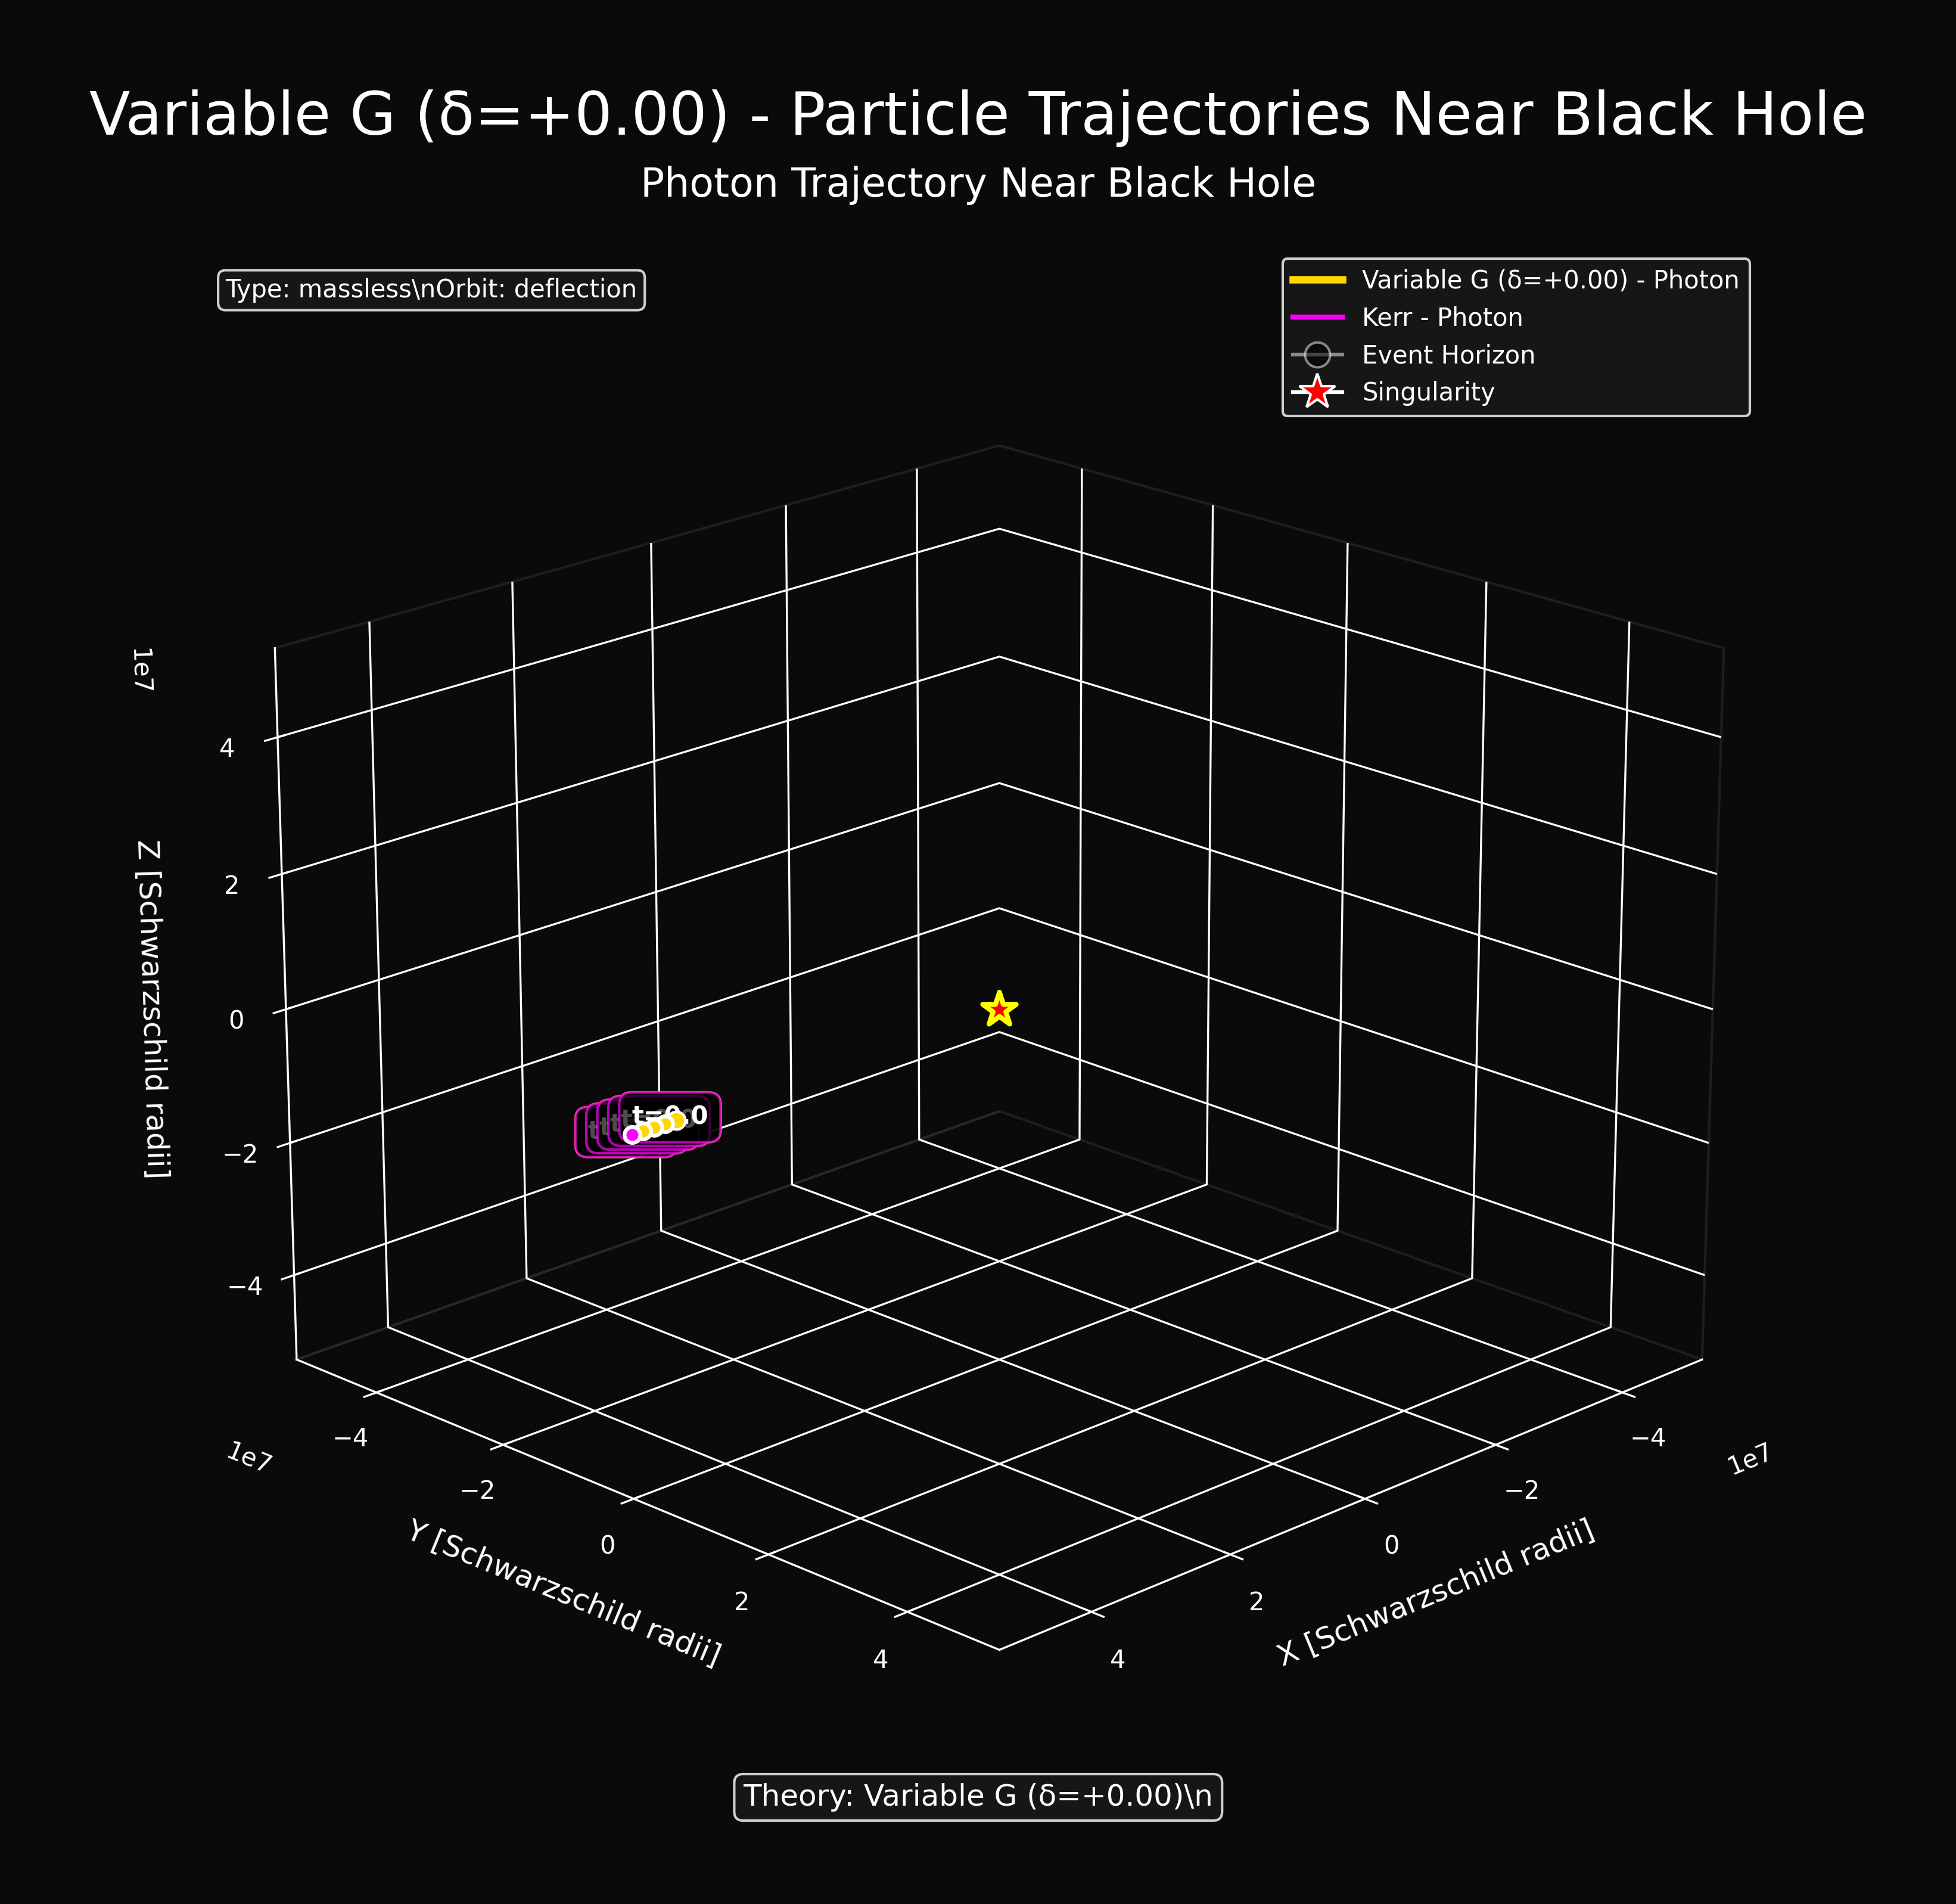 Variable G (δ=+0.00) - Particle Trajectories Near Black Hole
Photon Trajectory Near Black Hole
Type: massless\nOrbit: deflection
Variable G (δ=+0.00) - Photon
Kerr - Photon
Event Horizon
Singularity
1e7
4
2
0
−2
−4
Z [Schwarzschild radii]
t=0.0
1e7
−4
−2
0
2
4
Y [Schwarzschild radii]
−4
−2
0
2
4
1e7
X [Schwarzschild radii]
Theory: Variable G (δ=+0.00)\n